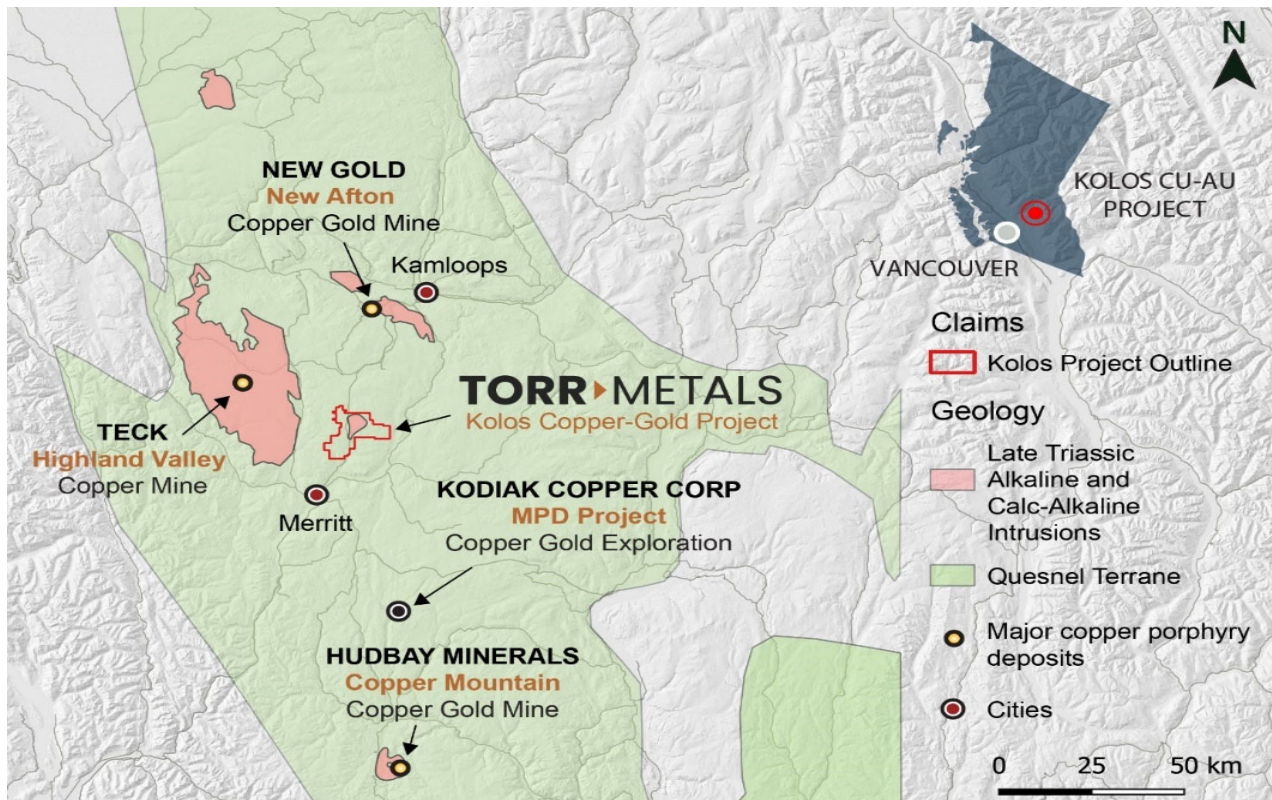 N
NEW GOLD
New Afton
Copper Gold Mine
Kamloops
KOLOS CU-AU
PROJECT
VANCOUVER
Claims
Kolos Project Outline
Geology
Late Triassic
Alkaline and
Calc-Alkaline
Intrusions
Quesnel Terrane
Major copper porphyry
deposits
Cities
0 25 50 km
TORR METALS
Kolos Copper-Gold Project
TECK
Highland Valley
Copper Mine
Merritt
KODIAK COPPER CORP
MPD Project
Copper Gold Exploration
HUDBAY MINERALS
Copper Mountain
Copper Gold Mine